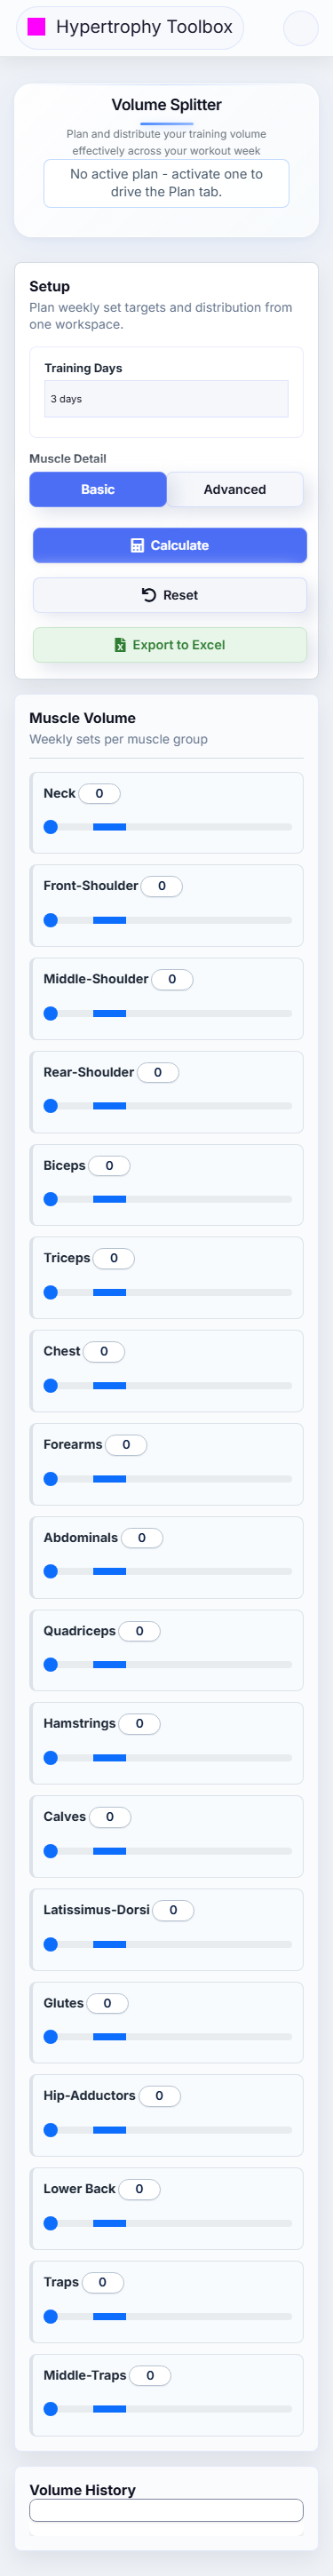 Hypertrophy Toolbox
Volume Splitter
Plan and distribute your training volume
effectively across your workout week
No active plan - activate one to
drive the Plan tab.
Setup
Plan weekly set targets and distribution from
one workspace.
Training Days
3 days
Muscle Detail
Basic
Advanced
Calculate
Reset
Export to Excel
Muscle Volume
Weekly sets per muscle group
Neck 0
Front-Shoulder 0
Middle-Shoulder 0
Rear-Shoulder 0
Biceps 0
Triceps 0
Chest 0
Forearms 0
Abdominals 0
Quadriceps 0
Hamstrings 0
Calves 0
Latissimus-Dorsi 0
Glutes 0
Hip-Adductors 0
Lower Back 0
Traps 0
Middle-Traps 0
Volume History